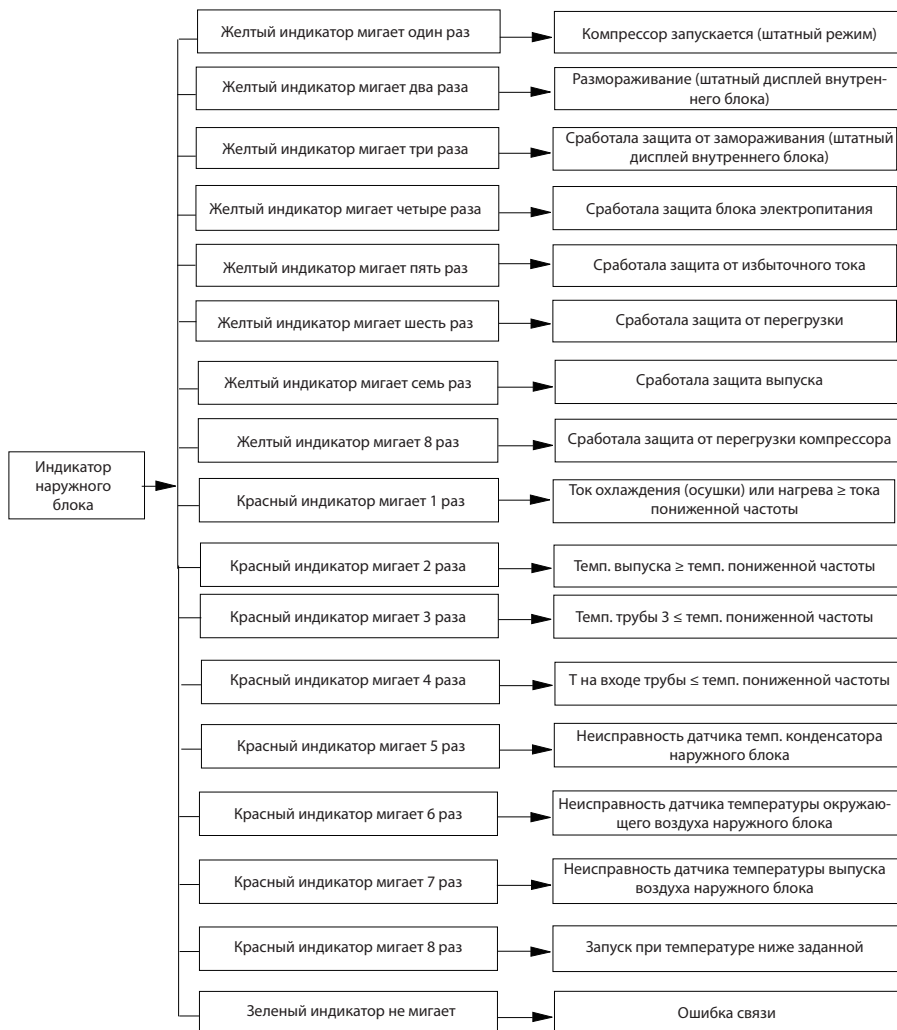 Желтый индикатор мигает один раз
Компрессор запускается (штатный режим)
Желтый индикатор мигает два раза
Размораживание (штатный дисплей внутрен-
него блока)
Желтый индикатор мигает три раза
Сработала защита от замораживания (штатный
дисплей внутреннего блока)
Желтый индикатор мигает четыре раза
Сработала защита блока электропитания
Желтый индикатор мигает пять раз
Сработала защита от избыточного тока
Желтый индикатор мигает шесть раз
Сработала защита от перегрузки
Желтый индикатор мигает семь раз
Сработала защита выпуска
Желтый индикатор мигает 8 раз
Сработала защита от перегрузки компрессора
Индикатор
наружного
блока
Красный индикатор мигает 1 раз
Ток охлаждения (осушки) или нагрева ≥ тока
пониженной частоты
Красный индикатор мигает 2 раза
Темп. выпуска ≥ темп. пониженной частоты
Красный индикатор мигает 3 раза
Темп. трубы 3 ≤ темп. пониженной частоты
Красный индикатор мигает 4 раза
Т на входе трубы ≤ темп. пониженной частоты
Красный индикатор мигает 5 раз
Неисправность датчика темп. конденсатора
наружного блока
Красный индикатор мигает 6 раз
Неисправность датчика температуры окружаю-
щего воздуха наружного блока
Красный индикатор мигает 7 раз
Неисправность датчика температуры выпуска
воздуха наружного блока
Красный индикатор мигает 8 раз
Запуск при температуре ниже заданной
Зеленый индикатор не мигает
Ошибка связи